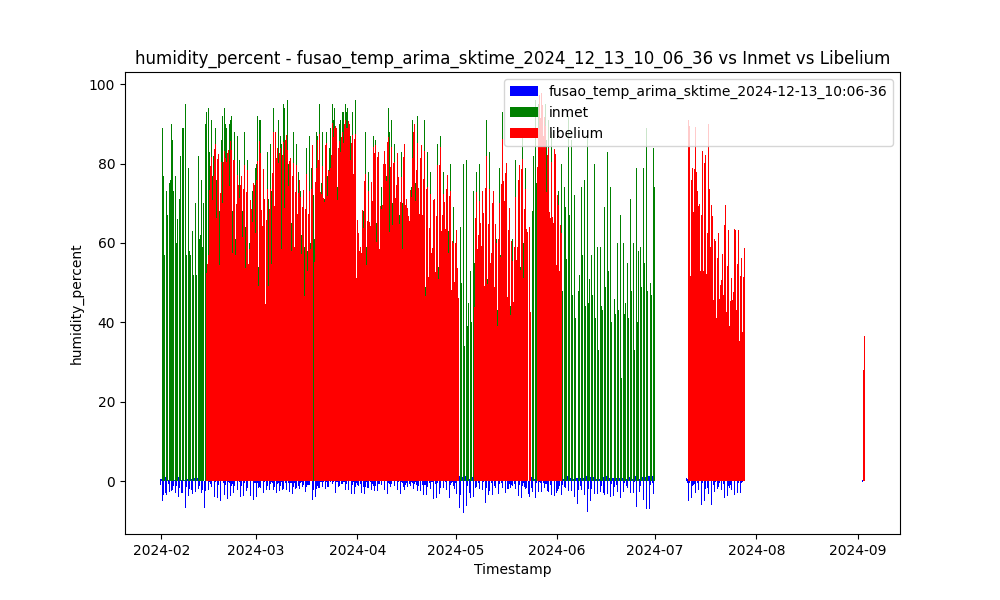 humidity_percent - fusao_temp_arima_sktime_2024_12_13_10_06_36 vs Inmet vs Libelium
fusao_temp_arima_sktime_2024-12-13_10:06-36
inmet
libelium
humidity_percent
100
80
60
40
20
0
2024-02 2024-03 2024-04 2024-05 2024-06 2024-07 2024-08 2024-09
Timestamp